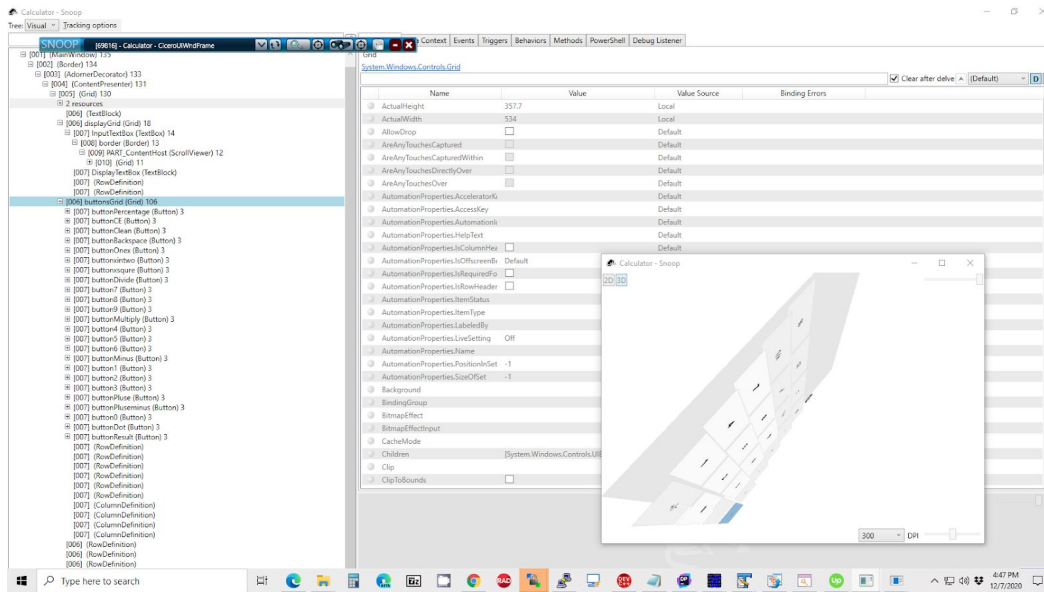 Calculator - Snoop
Tree: Visual Tracking options
SNOOP [69816] - Calculator - CiceroUIWndFrame
Context Events Triggers Behaviors Methods PowerShell Debug Listener
[001] (MainWindow) 135
[002] (Border) 134
[003] (AdornerDecorator) 133
[004] (ContentPresenter) 131
[005] (Grid) 130
2 resources
[006] (TextBlock)
[006] displayGrid (Grid) 18
[007] InputTextBox (TextBox) 14
[008] border (Border) 13
[009] PART_ContentHost (ScrollViewer) 12
[010] (Grid) 11
[007] DisplayTextBox (TextBlock)
[007] (RowDefinition)
[007] (RowDefinition)
[006] buttonsGrid (Grid) 106
[007] buttonPercentage (Button) 3
[007] buttonCE (Button) 3
[007] buttonClean (Button) 3
[007] buttonBackspace (Button) 3
[007] buttonOnex (Button) 3
[007] buttonxintwo (Button) 3
[007] buttonxsqure (Button) 3
[007] buttonDivide (Button) 3
[007] button7 (Button) 3
[007] button8 (Button) 3
[007] button9 (Button) 3
[007] buttonMultiply (Button) 3
[007] button4 (Button) 3
[007] button5 (Button) 3
[007] button6 (Button) 3
[007] buttonMinus (Button) 3
[007] button1 (Button) 3
[007] button2 (Button) 3
[007] button3 (Button) 3
[007] buttonPluse (Button) 3
[007] buttonPluseminus (Button) 3
[007] button0 (Button) 3
[007] buttonDot (Button) 3
[007] buttonResult (Button) 3
[007] (RowDefinition)
[007] (RowDefinition)
[007] (RowDefinition)
[007] (RowDefinition)
[007] (RowDefinition)
[007] (RowDefinition)
[007] (ColumnDefinition)
[007] (ColumnDefinition)
[007] (ColumnDefinition)
[007] (ColumnDefinition)
[006] (RowDefinition)
[006] (RowDefinition)
[006] (RowDefinition)
Grid
System.Windows.Controls.Grid
Clear after delve (Default) D
Name Value Value Source Binding Errors
ActualHeight 357.7 Local
ActualWidth 534 Local
AllowDrop Default
AreAnyTouchesCaptured Default
AreAnyTouchesCapturedWithin Default
AreAnyTouchesDirectlyOver Default
AreAnyTouchesOver Default
AutomationProperties.AcceleratorK Default
AutomationProperties.AccessKey Default
AutomationProperties.AutomationI Default
AutomationProperties.HelpText Default
AutomationProperties.IsColumnHea Default
AutomationProperties.IsOffscreenBe Default
AutomationProperties.IsRequiredFo
AutomationProperties.IsRowHeader
AutomationProperties.ItemStatus
AutomationProperties.ItemType
AutomationProperties.LabeledBy
AutomationProperties.LiveSetting Off
AutomationProperties.Name
AutomationProperties.PositionInSet -1
AutomationProperties.SizeOfSet -1
Background
BindingGroup
BitmapEffect
BitmapEffectInput
CacheMode
Children (System.Windows.Controls.UIE
Clip
ClipToBounds
Calculator - Snoop
2D 3D
300 DPI
Type here to search
4:47 PM
12/7/2020